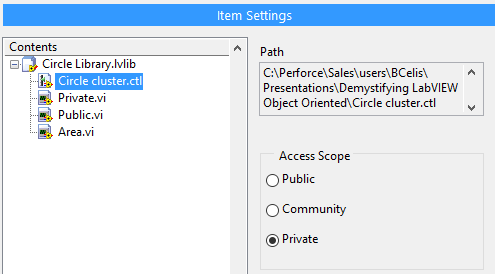 Item Settings
Contents
Circle Library.lvlib
Circle cluster.ctl
Private.vi
Public.vi
Area.vi
Path
C:\Perforce\Sales\users\BCelis\
Presentations\Demystifying LabVIEW
Object Oriented\Circle cluster.ctl
Access Scope
Public
Community
Private